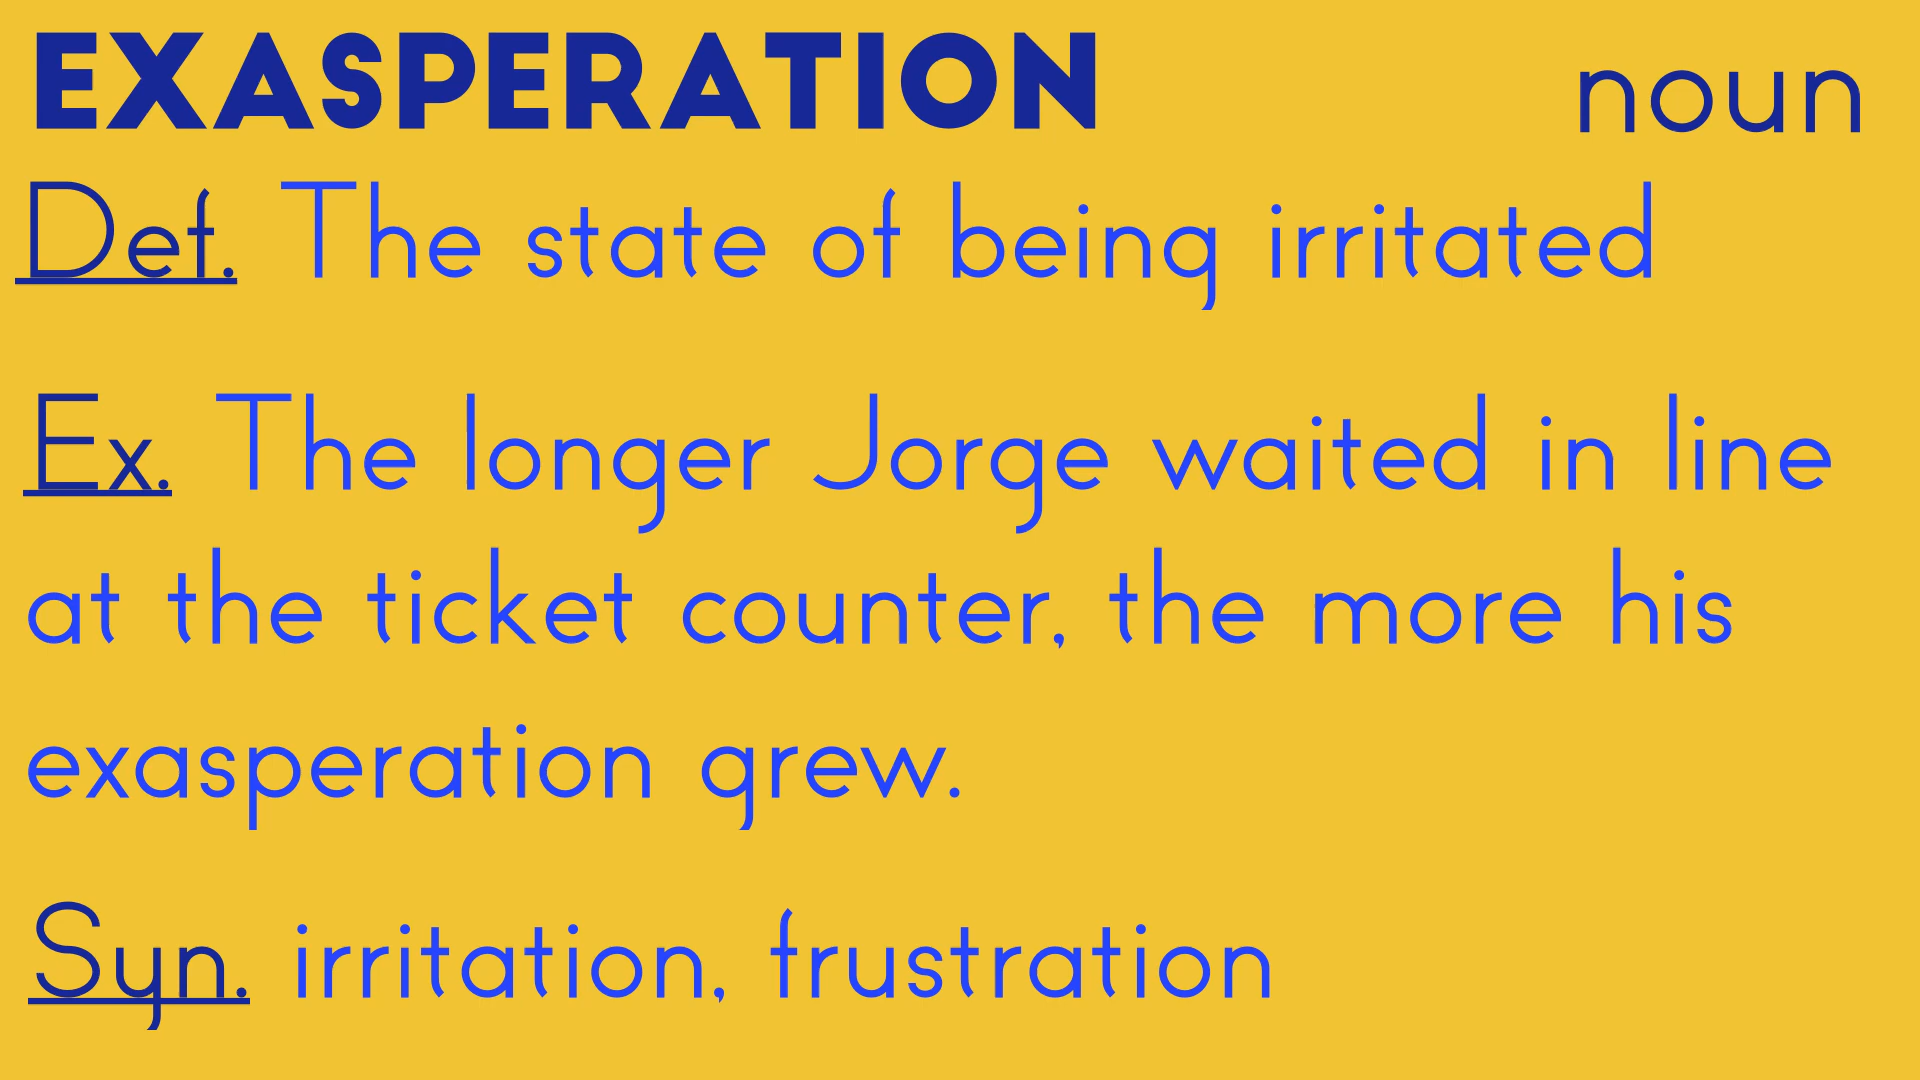 EXASPERATION noun
Def. The state of being irritated
Ex. The longer Jorge waited in line
at the ticket counter, the more his
exasperation grew.
Syn. irritation, frustration